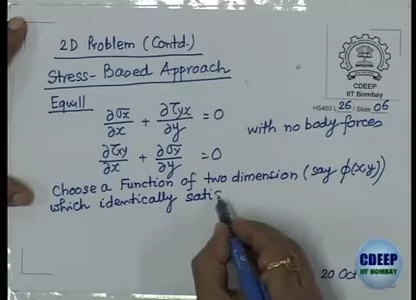 2D Problem (Contd.)
Stress-Based Approach
CDEEP
IIT Bombay
HS450 L 26 / Slide 06
Equill
∂σx/∂x + ∂τyx/∂y = 0
with no body forces
∂τxy/∂x + ∂σy/∂y = 0
Choose a Function of two dimension (say φ(x,y))
which identically satis
CDEEP
IIT Bombay
20 Oct